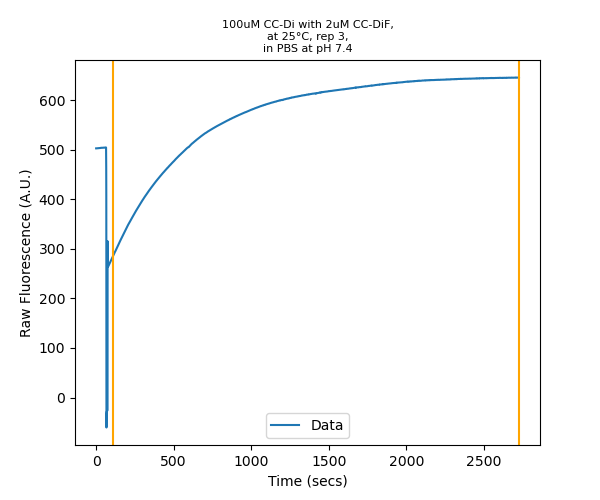 100uM CC-Di with 2uM CC-DiF,
at 25°C, rep 3,
in PBS at pH 7.4
Raw Fluorescence (A.U.)
600
500
400
300
200
100
0
Data
0 500 1000 1500 2000 2500
Time (secs)